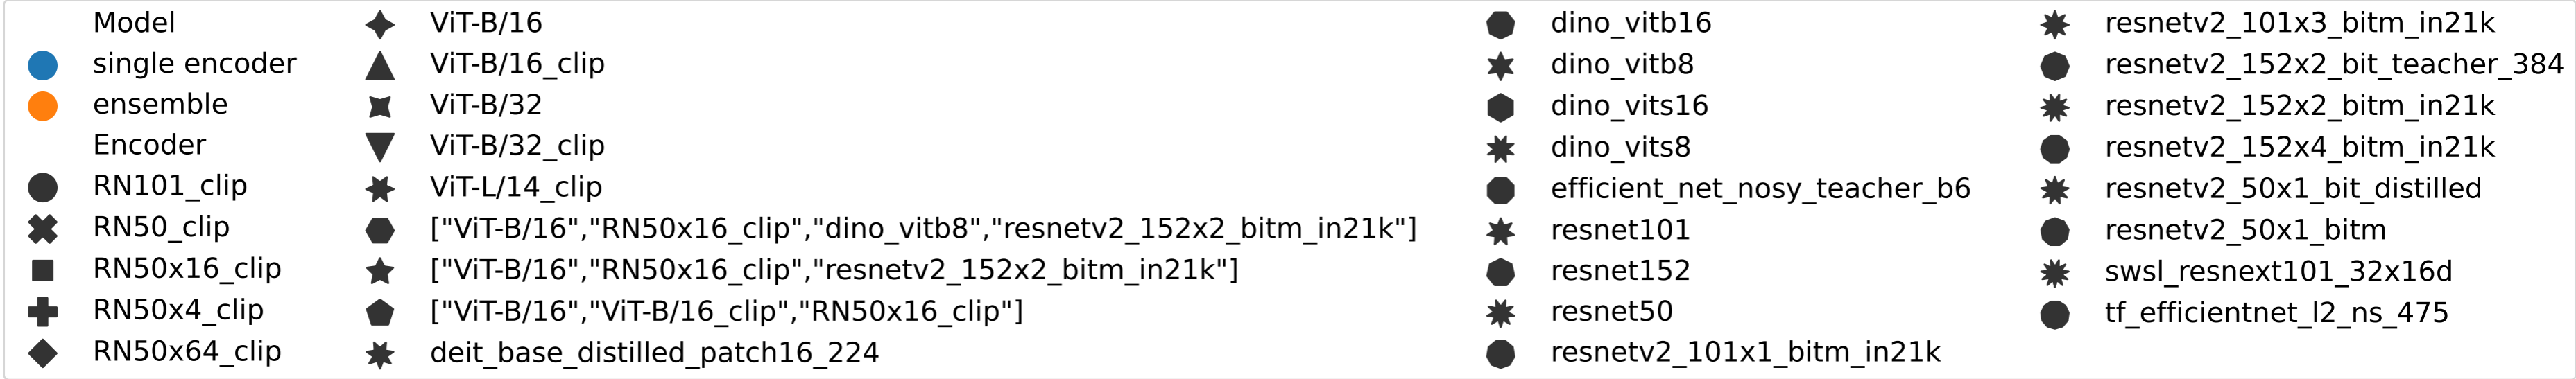 Model
single encoder
ensemble
Encoder
RN101_clip
RN50_clip
RN50x16_clip
RN50x4_clip
RN50x64_clip
ViT-B/16
ViT-B/16_clip
ViT-B/32
ViT-B/32_clip
ViT-L/14_clip
["ViT-B/16","RN50x16_clip","dino_vitb8","resnetv2_152x2_bitm_in21k"]
["ViT-B/16","RN50x16_clip","resnetv2_152x2_bitm_in21k"]
["ViT-B/16","ViT-B/16_clip","RN50x16_clip"]
deit_base_distilled_patch16_224
dino_vitb16
dino_vitb8
dino_vits16
dino_vits8
efficient_net_nosy_teacher_b6
resnet101
resnet152
resnet50
resnetv2_101x1_bitm_in21k
resnetv2_101x3_bitm_in21k
resnetv2_152x2_bit_teacher_384
resnetv2_152x2_bitm_in21k
resnetv2_152x4_bitm_in21k
resnetv2_50x1_bit_distilled
resnetv2_50x1_bitm
swsl_resnext101_32x16d
tf_efficientnet_l2_ns_475